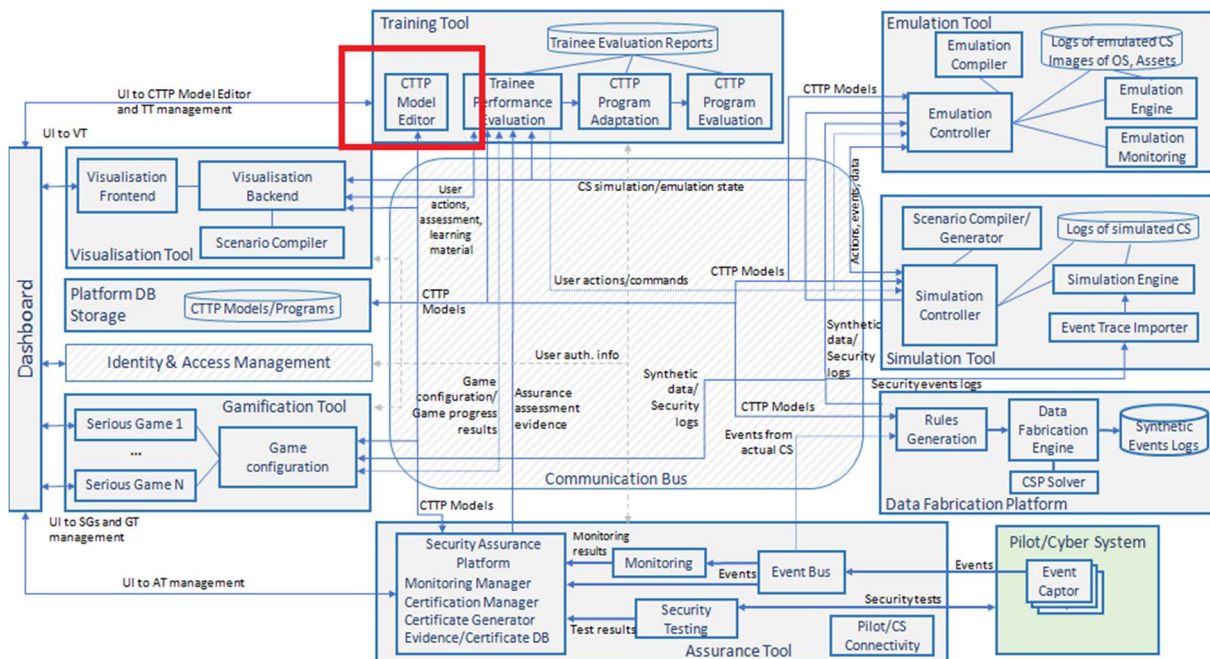 Training Tool
Trainee Evaluation Reports
CTTP
Model
Editor
Trainee
Performance
Evaluation
CTTP
Program
Adaptation
CTTP
Program
Evaluation
Emulation Tool
Emulation
Compiler
Logs of emulated CS
Images of OS, Assets
Emulation
Controller
Emulation
Engine
Emulation
Monitoring
UI to CTTP Model Editor
and TT management
UI to VT
CTTP Models
Dashboard
Visualisation
Frontend
Visualisation
Backend
Scenario Compiler
Visualisation Tool
User
actions,
assessment,
learning
material
CS simulation/emulation state
Actions, events, data
Scenario Compiler/
Generator
Logs of simulated CS
Simulation
Controller
Simulation Engine
Event Trace Importer
Simulation Tool
Platform DB
Storage
CTTP Models/Programs
CTTP
Models
User actions/commands
CTTP Models
Identity & Access Management
User auth. info
Synthetic
data/
Security
logs
Security events logs
Gamification Tool
Serious Game 1
...
Serious Game N
Game
configuration
Game
configuration/
Game progress
results
Assurance
assessment
evidence
Synthetic
data/
Security
logs
CTTP Models
Events from
actual CS
Communication Bus
Rules
Generation
Data
Fabrication
Engine
Synthetic
Events Logs
CSP Solver
Data Fabrication Platform
UI to SGs and GT
management
UI to AT management
CTTP Models
Security Assurance
Platform
Monitoring Manager
Certification Manager
Certificate Generator
Evidence/Certificate DB
Monitoring
results
Monitoring
Events
Event Bus
Test results
Security
Testing
Security tests
Pilot/CS
Connectivity
Assurance Tool
Pilot/Cyber System
Events
Event
Captor